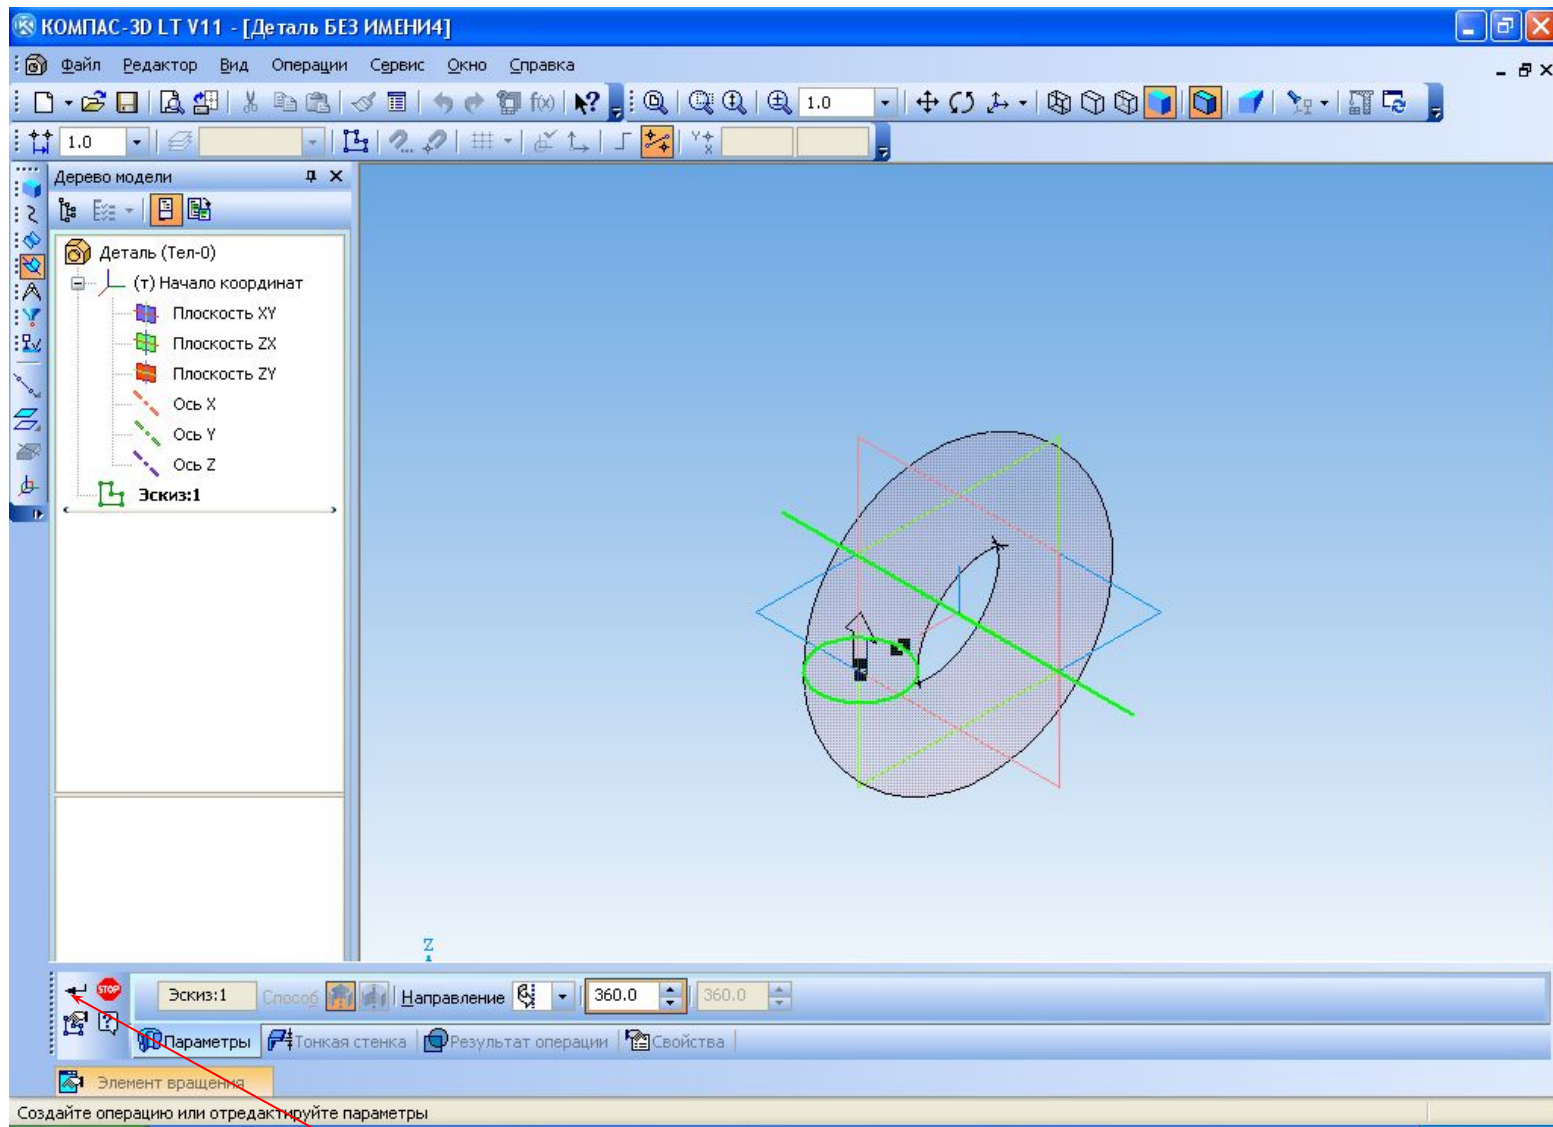 КОМПАС-3D LT V11 - [Деталь БЕЗ ИМЕНИ4]
Файл Редактор Вид Операции Сервис Окно Справка
f(x) 1.0
1.0
Дерево модели
Деталь (Тел-0)
(т) Начало координат
Плоскость XY
Плоскость ZX
Плоскость ZY
Ось X
Ось Y
Ось Z
Эскиз:1
Z
STOP Эскиз:1 Способ Направление 360.0 360.0
Параметры Тонкая стенка Результат операции Свойства
Элемент вращения
Создайте операцию или отредактируйте параметры